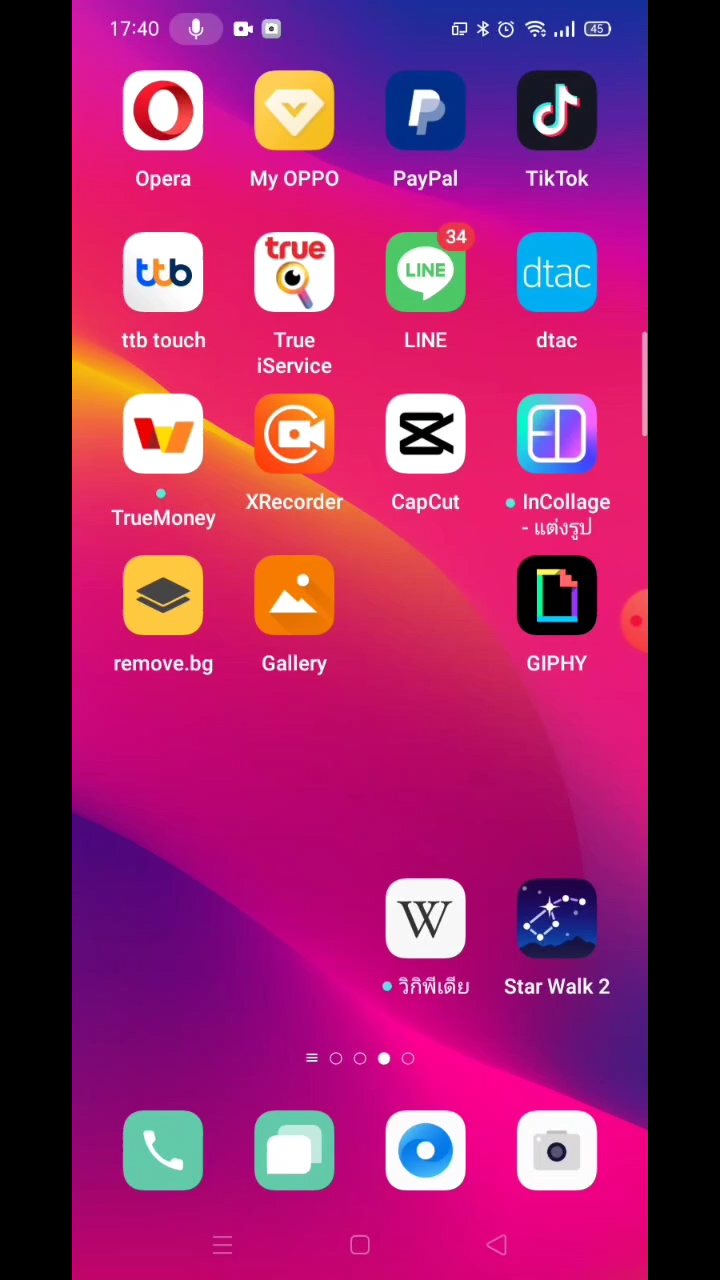 17:40
45
Opera
My OPPO
PayPal
TikTok
ttb
true
34
LINE
dtac
ttb touch
True
iService
LINE
dtac
TrueMoney
XRecorder
CapCut
InCollage
- แต่งรูป
remove.bg
Gallery
GIPHY
W
วิกิพีเดีย
Star Walk 2